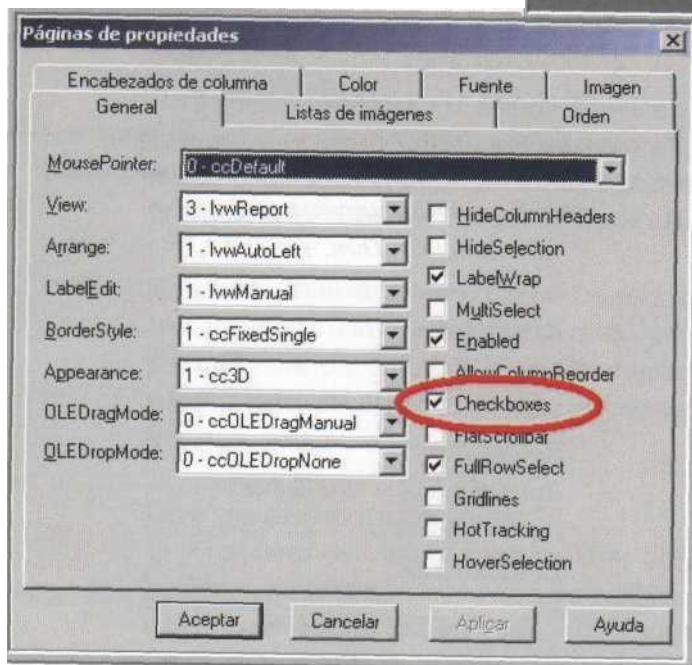 Páginas de propiedades
Encabezados de columna Color Fuente Imagen
General Listas de imágenes Orden
MousePointer: 0 - ccDefault
View: 3 - lvwReport
HideColumnHeaders
Arrange: 1 - lvwAutoLeft
HideSelection
LabelEdit: 1 - lvwManual
LabelWrap
MultiSelect
BorderStyle: 1 - ccFixedSingle
Enabled
Appearance: 1 - cc3D
AllowColumnReorder
OLEDragMode: 0 - ccOLEDragManual
Checkboxes
FlatScrollbar
OLEDropMode: 0 - ccOLEDropNone
FullRowSelect
Gridlines
HotTracking
HoverSelection
Aceptar Cancelar Aplicar Ayuda